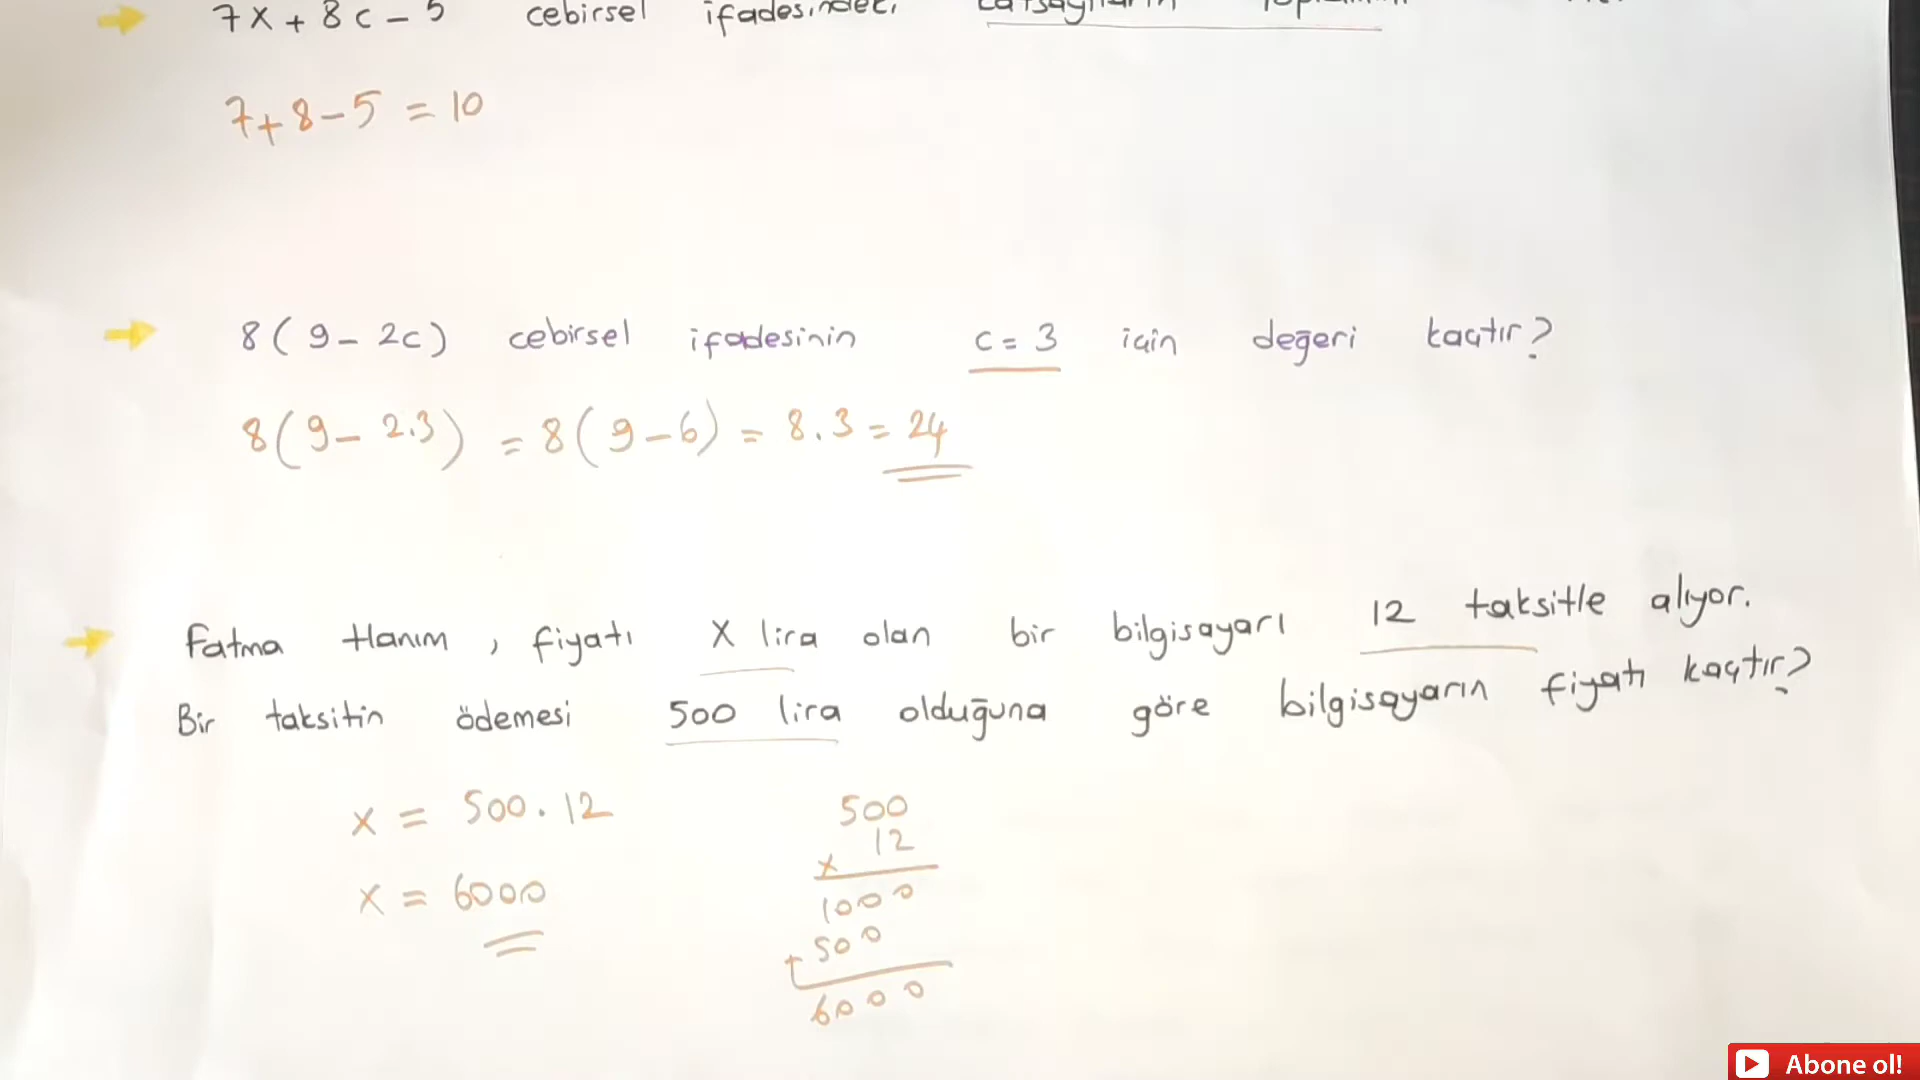 7x + 8c - 5 cebirsel ifadesindeki
7+8-5 = 10
8(9-2c) cebirsel ifadesinin c=3 için değeri kaçtır?
8(9-2.3) = 8(9-6) = 8.3 = 24
Fatma Hanım, fiyatı x lira olan bir bilgisayarı 12 taksitle alıyor.
Bir taksitin ödemesi 500 lira olduğuna göre bilgisayarın fiyatı kaçtır?
x = 500.12
x = 6000
500
x 12
1000
+ 500
6000
Abone ol!